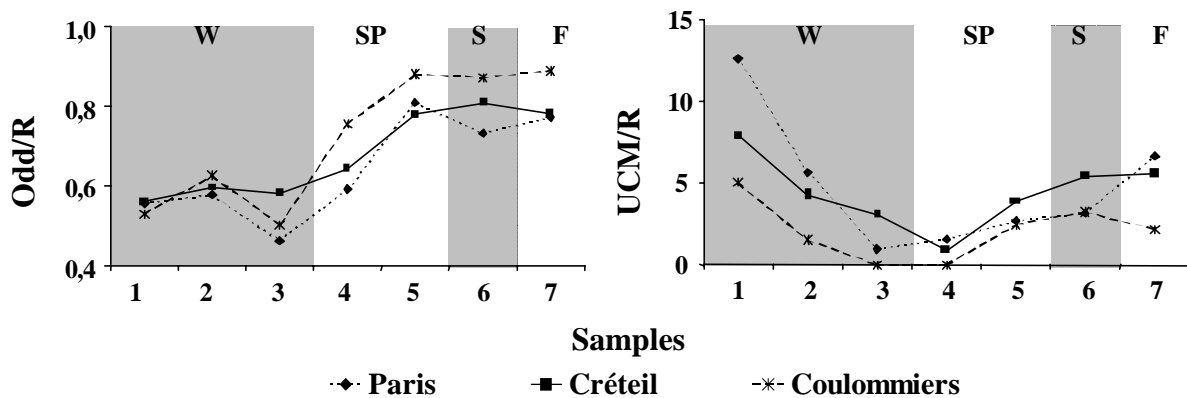 1,0
0,8
0,6
0,4
Odd/R
W SP S F
1 2 3 4 5 6 7
15
10
5
0
UCM/R
W SP S F
1 2 3 4 5 6 7
Samples
Paris Créteil Coulommiers